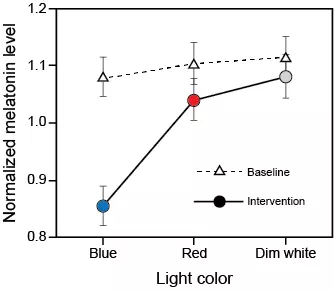 Normalized melatonin level
1.2
1.1
1.0
0.9
0.8
Baseline
Intervention
Blue
Red
Dim white
Light color